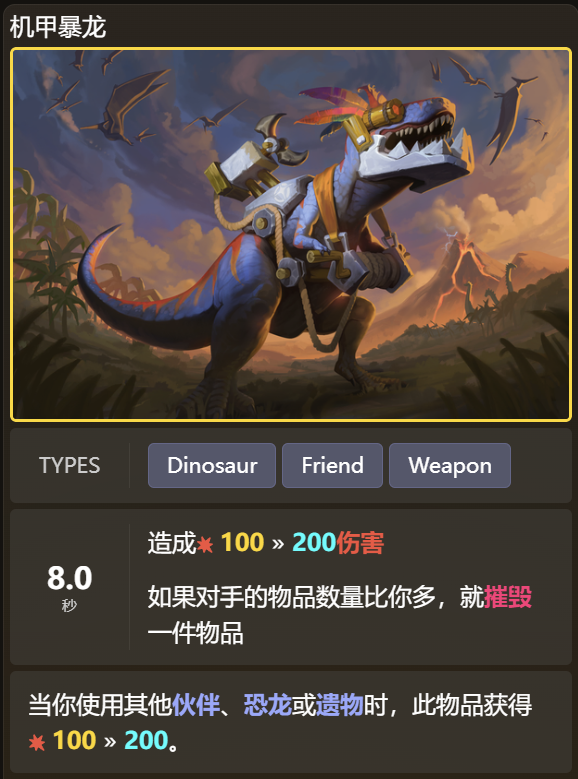 机甲暴龙
TYPES Dinosaur Friend Weapon
8.0
秒
造成 100 » 200伤害
如果对手的物品数量比你多，就摧毁
一件物品
当你使用其他伙伴、恐龙或遗物时，此物品获得
100 » 200。